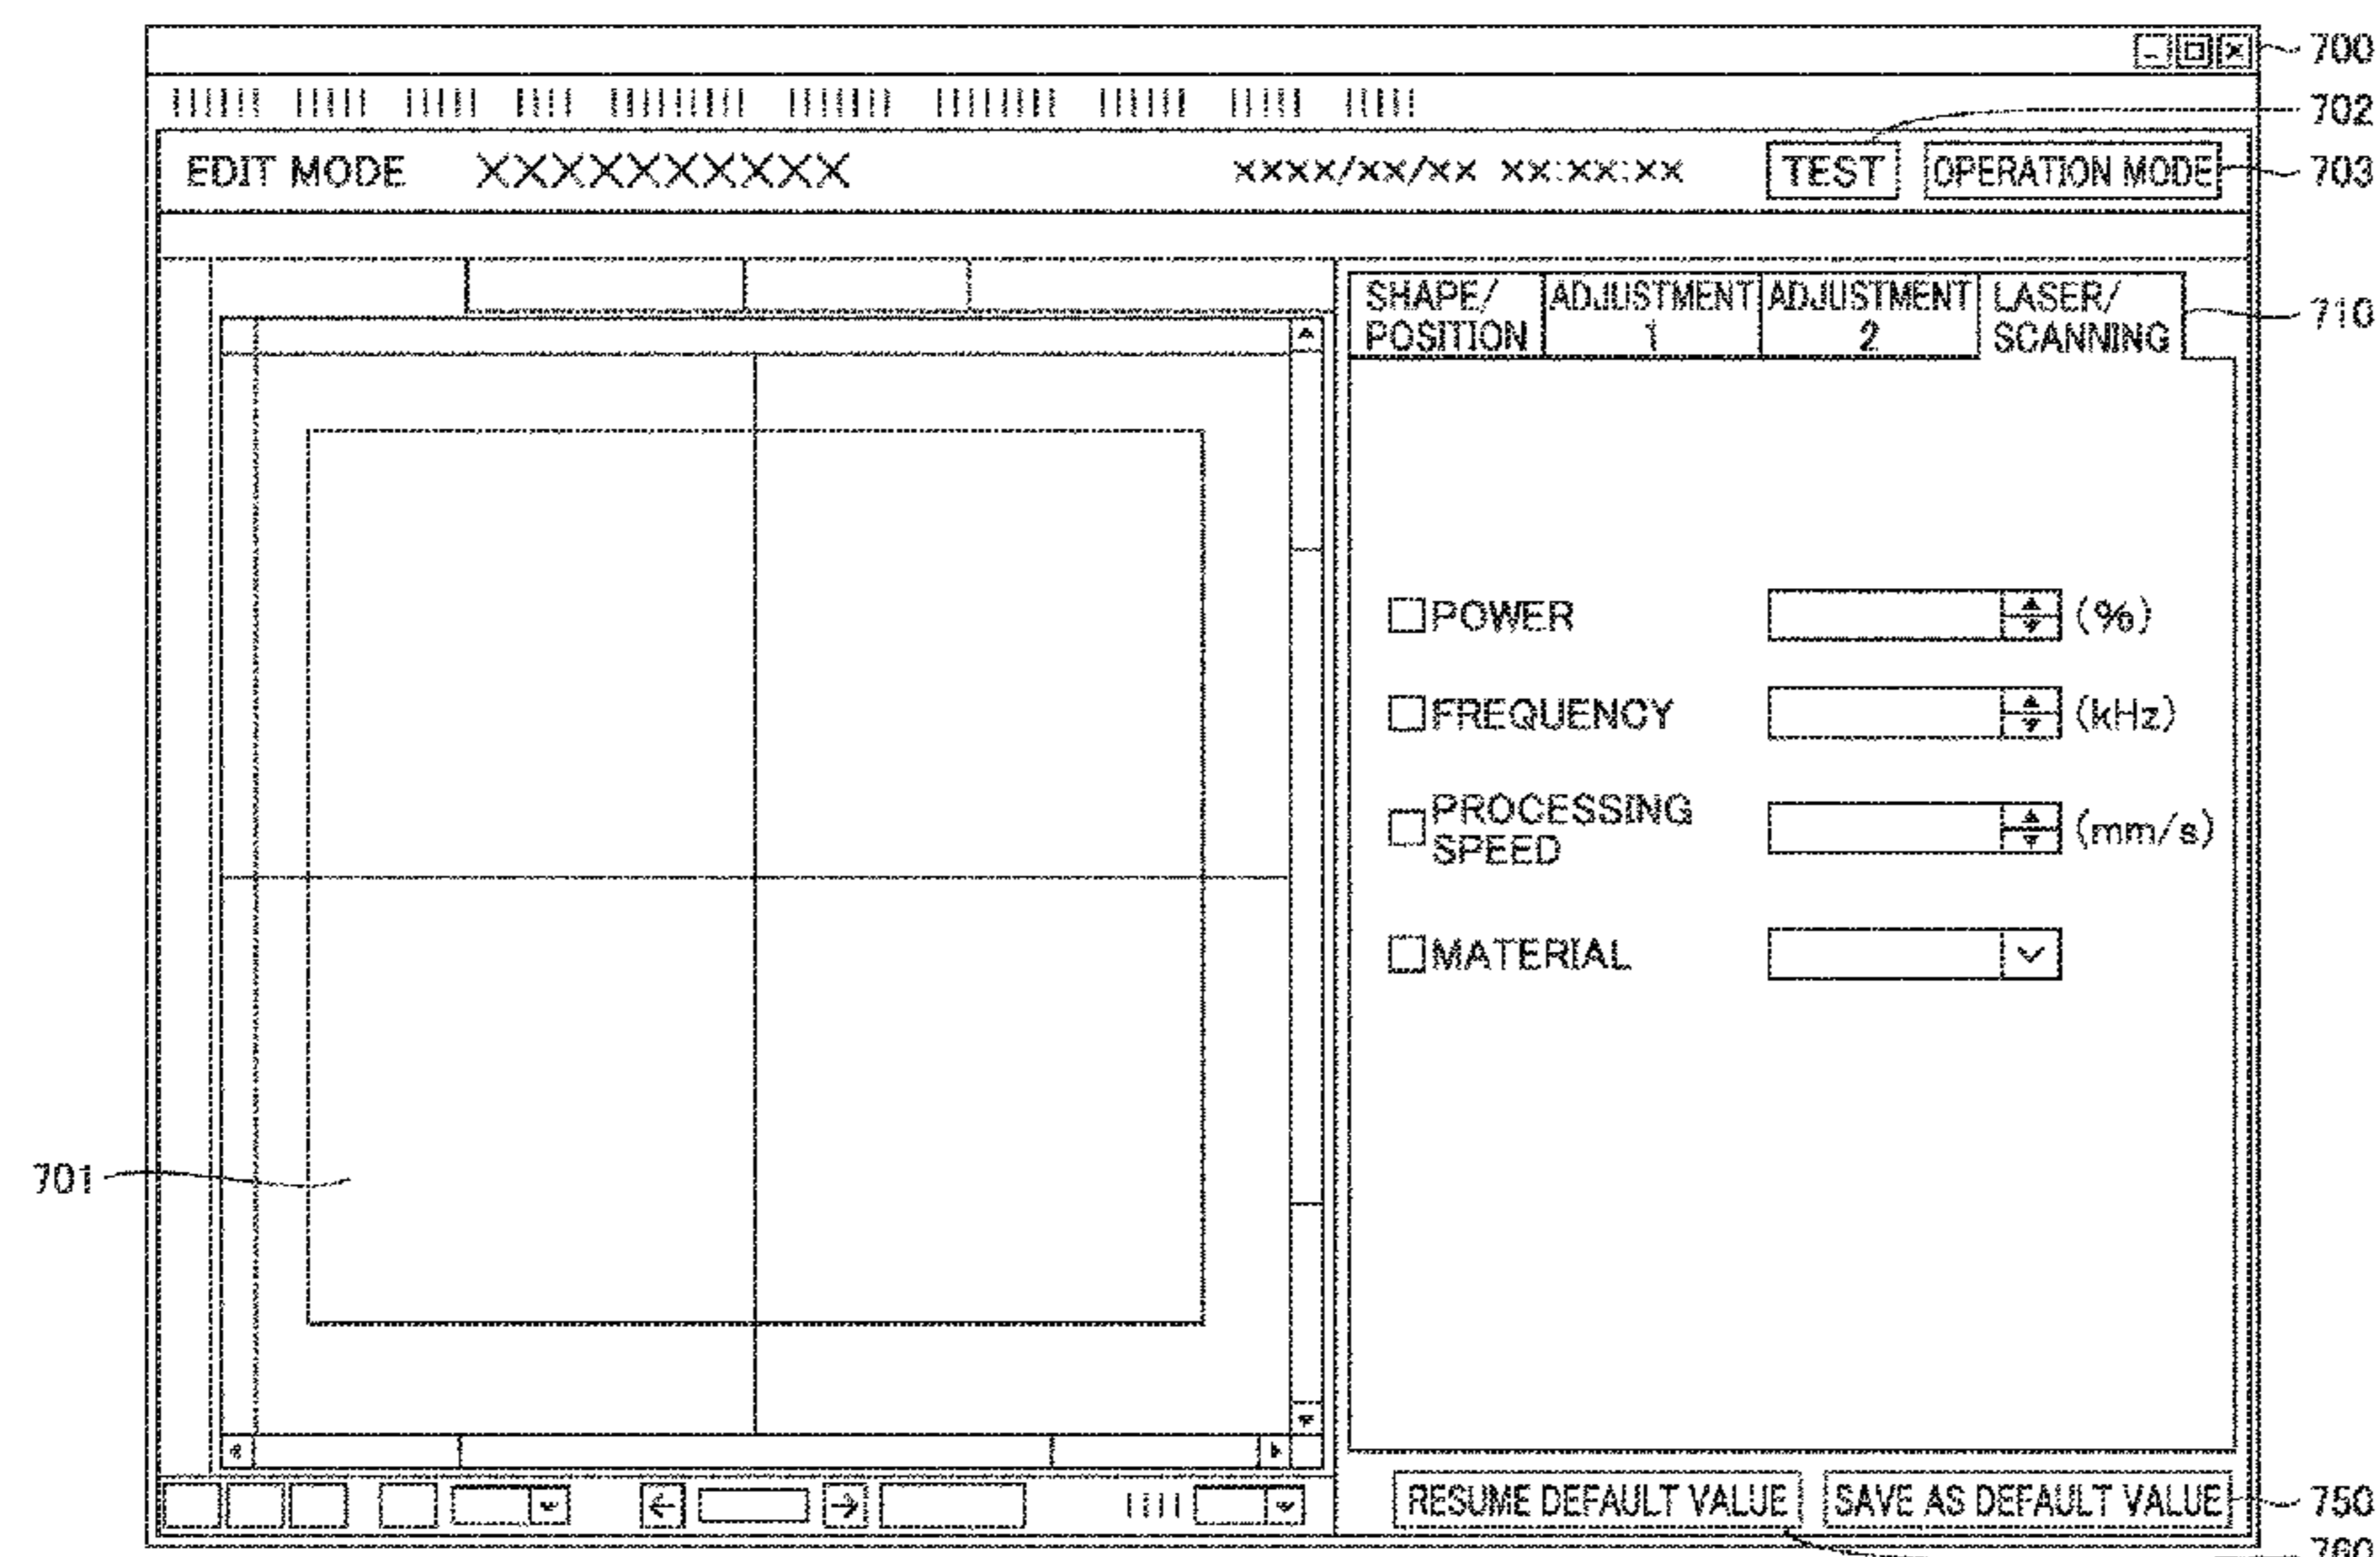 700
702
EDIT MODE XXXXXXXXXX xxxx/xx/xx xx:xx:xx TEST OPERATION MODE 703
SHAPE/ POSITION
ADJUSTMENT 1
ADJUSTMENT 2
LASER/ SCANNING
710
POWER (%)
FREQUENCY (kHz)
PROCESSING
SPEED (mm/s)
MATERIAL
701
RESUME DEFAULT VALUE SAVE AS DEFAULT VALUE 750
760